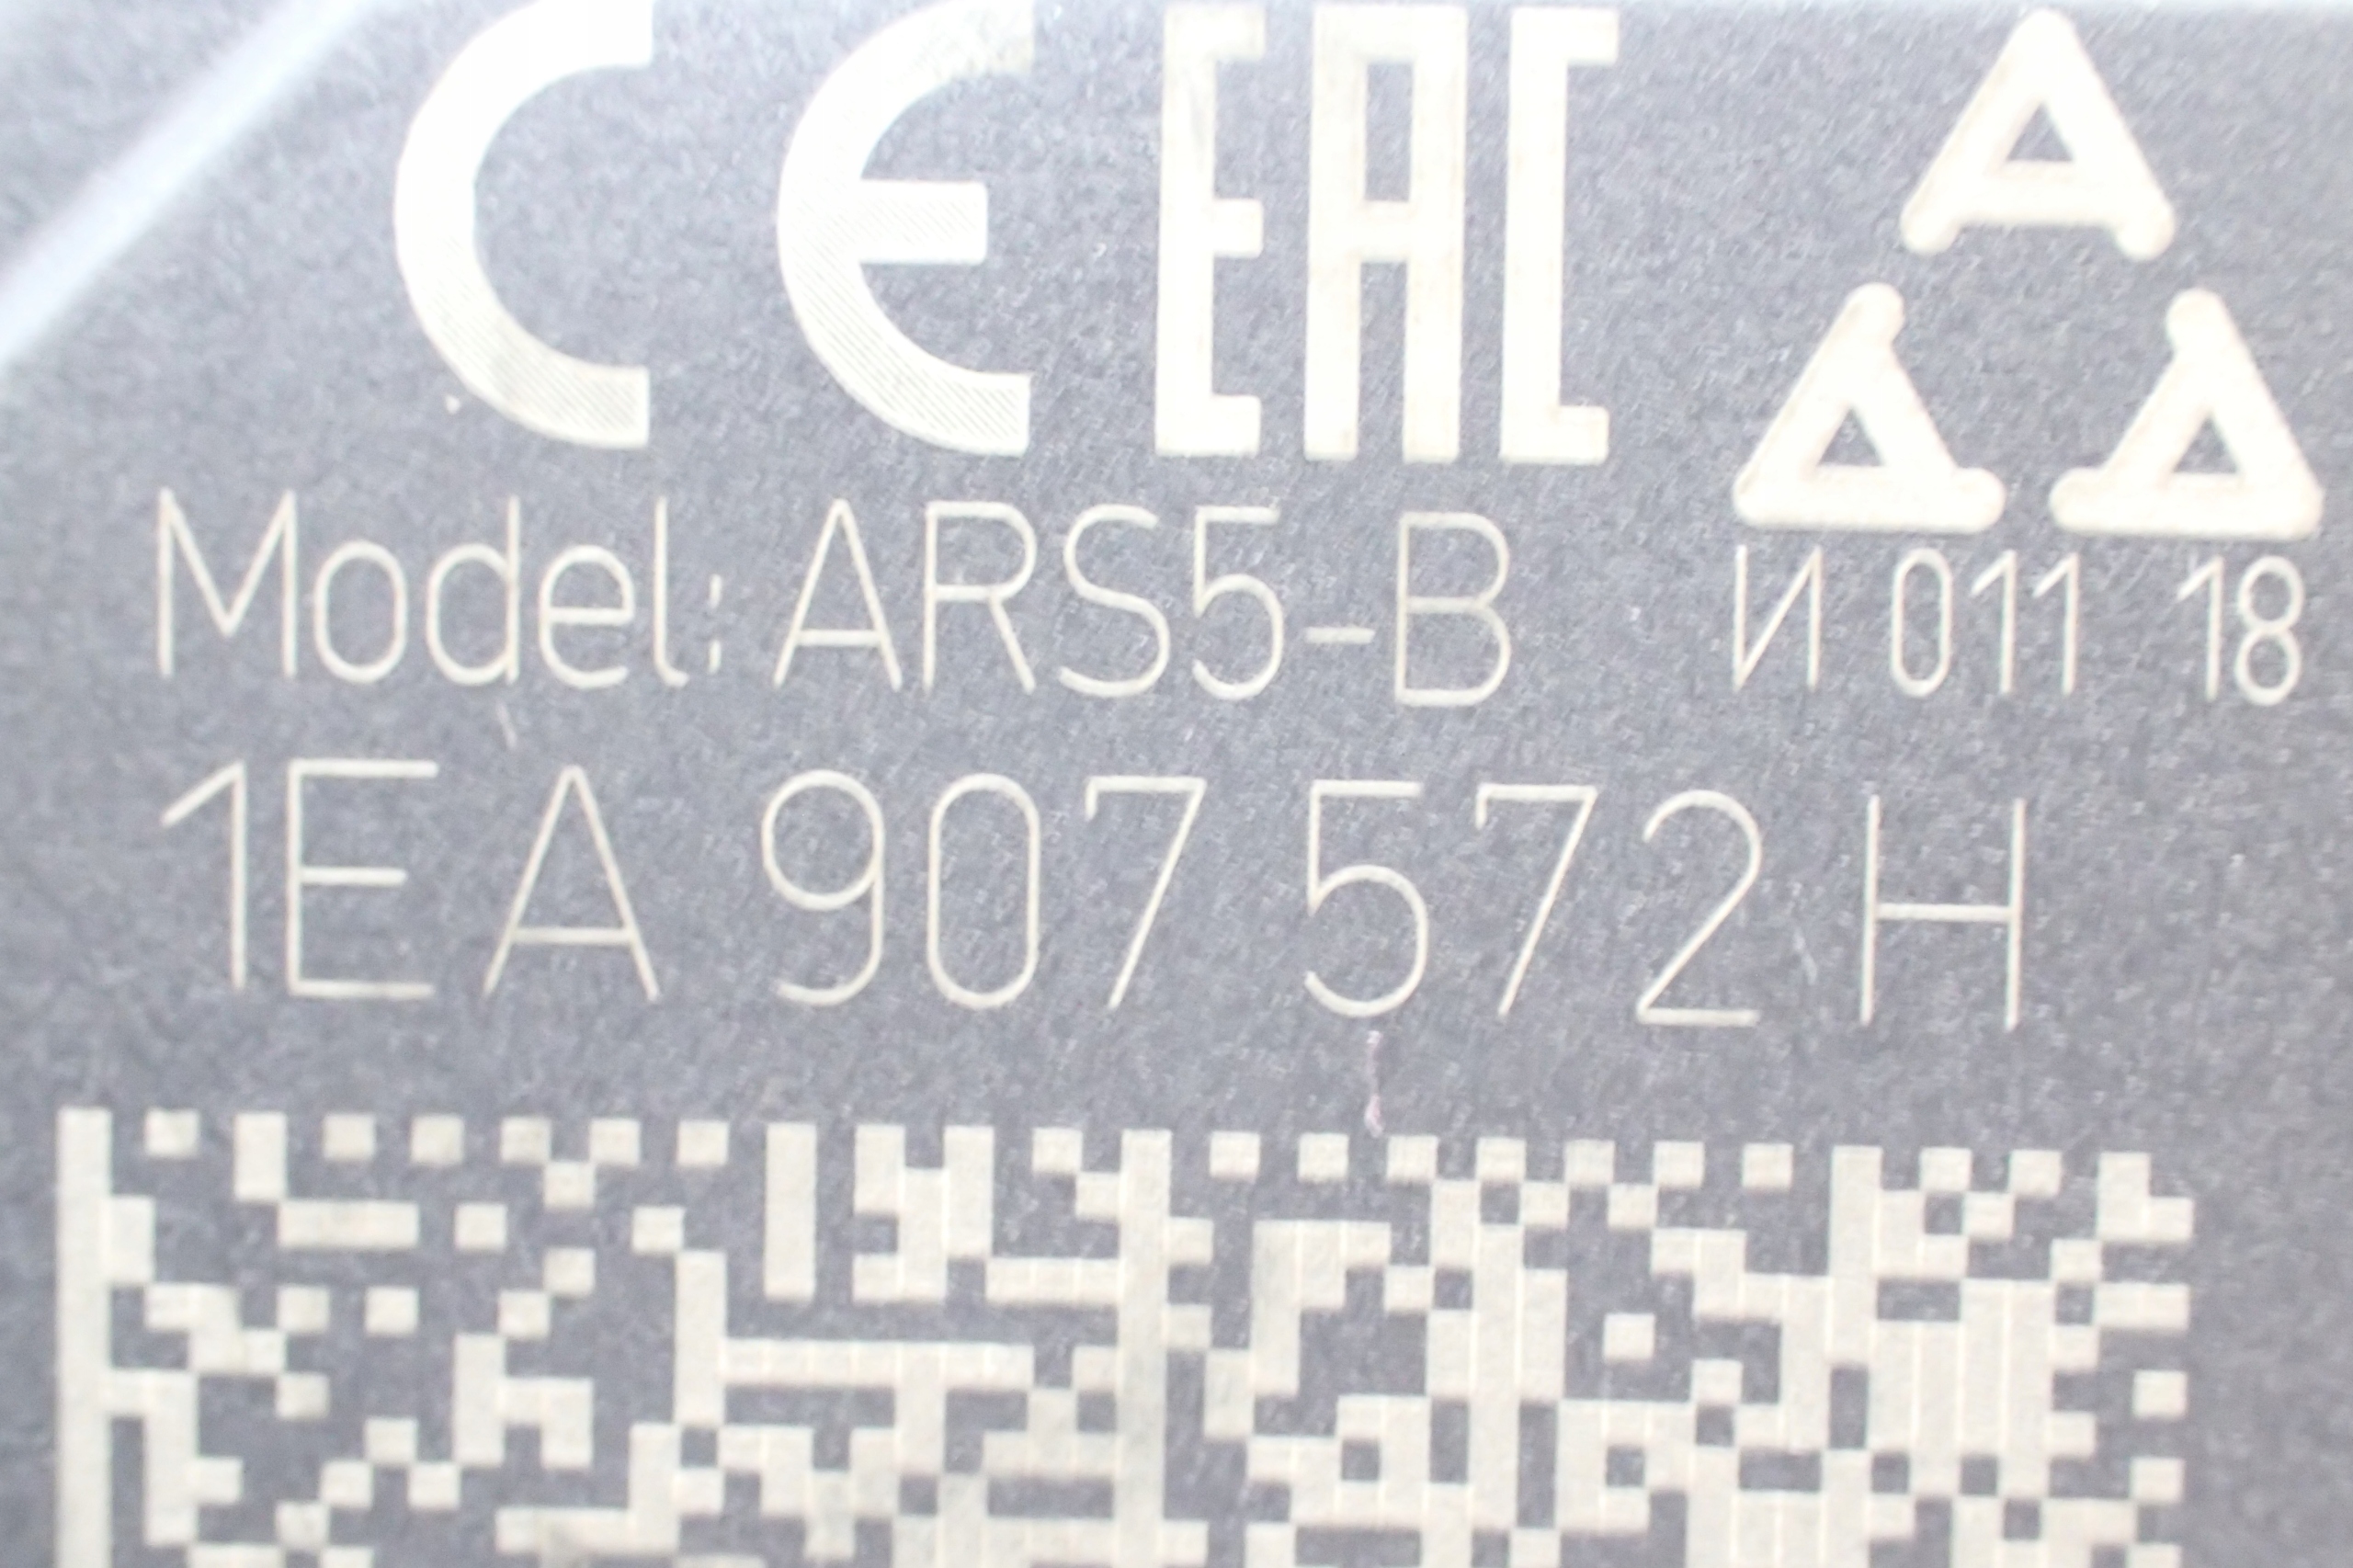 CE EAC
Model: ARS5-B
И 011 18
1EA 907 572 H